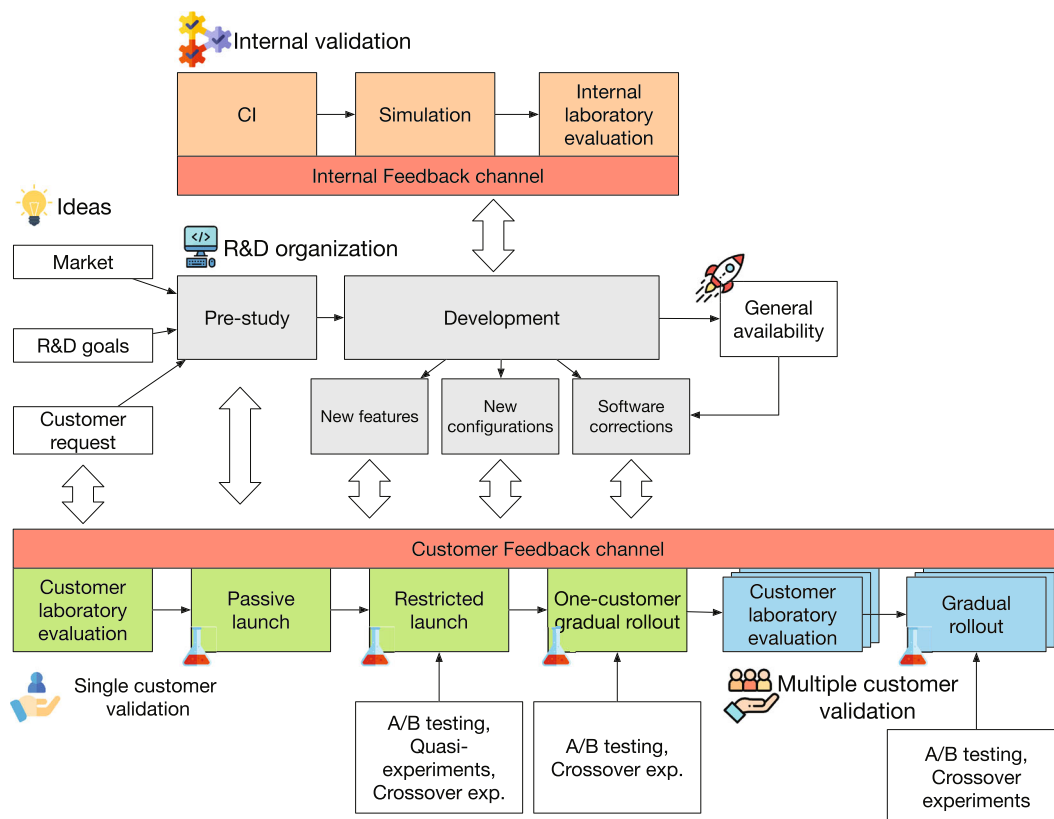 Internal validation
CI
Simulation
Internal
laboratory
evaluation
Internal Feedback channel
Ideas
R&D organization
Market
R&D goals
Customer
request
Pre-study
Development
General
availability
New features
New
configurations
Software
corrections
Customer Feedback channel
Customer
laboratory
evaluation
Passive
launch
Restricted
launch
One-customer
gradual rollout
Customer
laboratory
evaluation
Gradual
rollout
Single customer
validation
Multiple customer
validation
A/B testing,
Quasi-
experiments,
Crossover exp.
A/B testing,
Crossover exp.
A/B testing,
Crossover
experiments